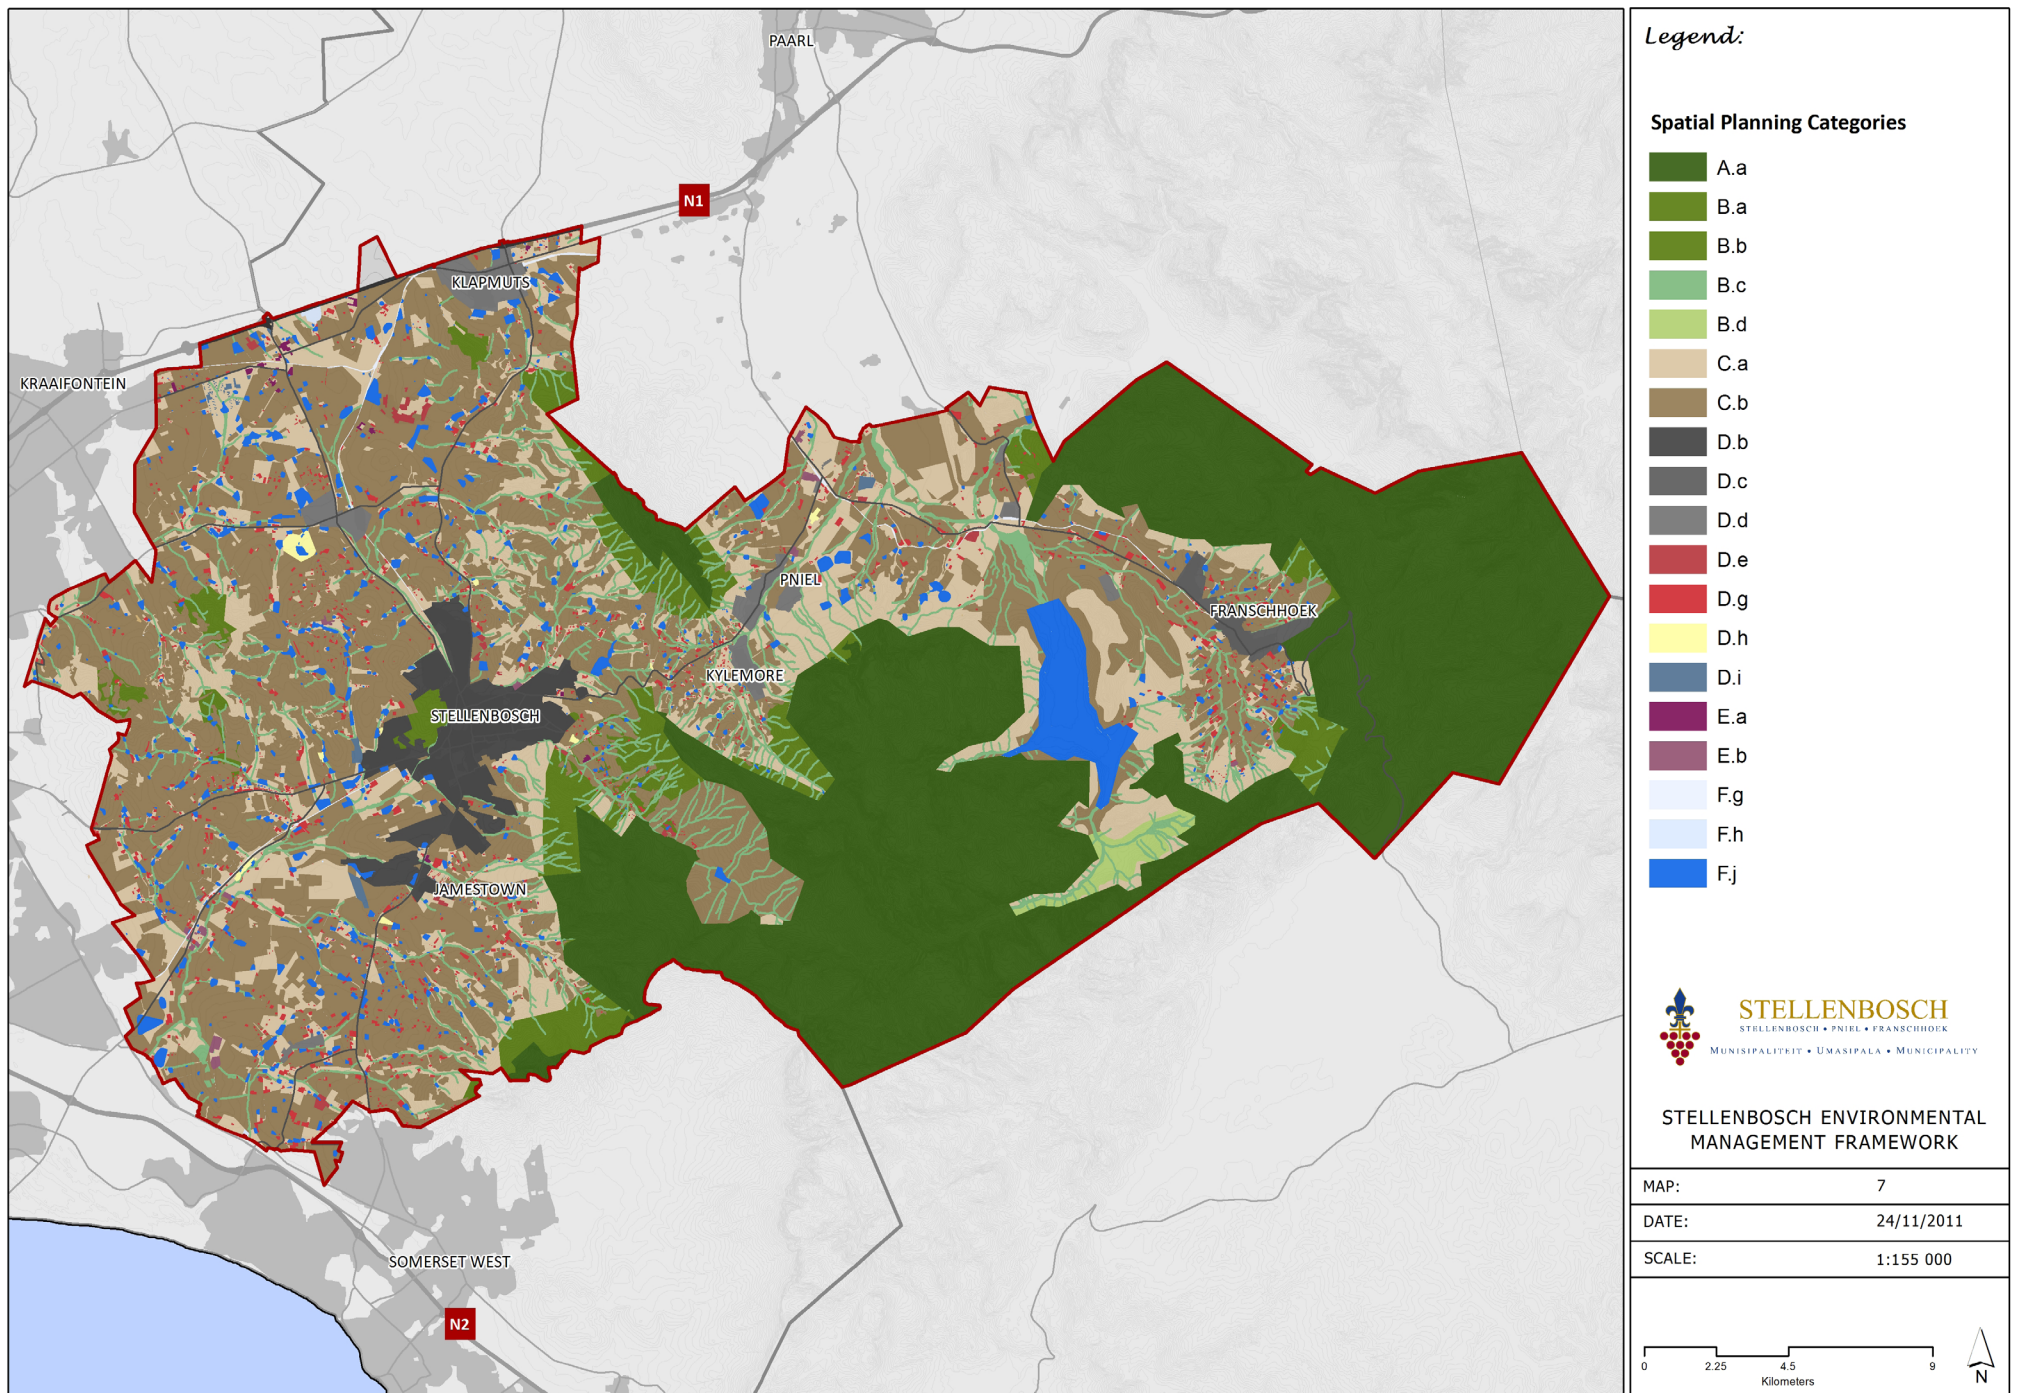 PAARL
N1
KLAPMUTS
KRAAIFONTEIN
PNIEL
FRANSCHHOEK
KYLEMORE
STELLENBOSCH
JAMESTOWN
SOMERSET WEST
N2
Legend:
Spatial Planning Categories
A.a
B.a
B.b
B.c
B.d
C.a
C.b
D.b
D.c
D.d
D.e
D.g
D.h
D.i
E.a
E.b
F.g
F.h
F.j
STELLENBOSCH
STELLENBOSCH • PNIEL • FRANSCHHOEK
MUNISIPALITEIT • UMASIPALA • MUNICIPALITY
STELLENBOSCH ENVIRONMENTAL
MANAGEMENT FRAMEWORK
MAP: 7
DATE: 24/11/2011
SCALE: 1:155 000
0 2.25 4.5 9
Kilometers
N